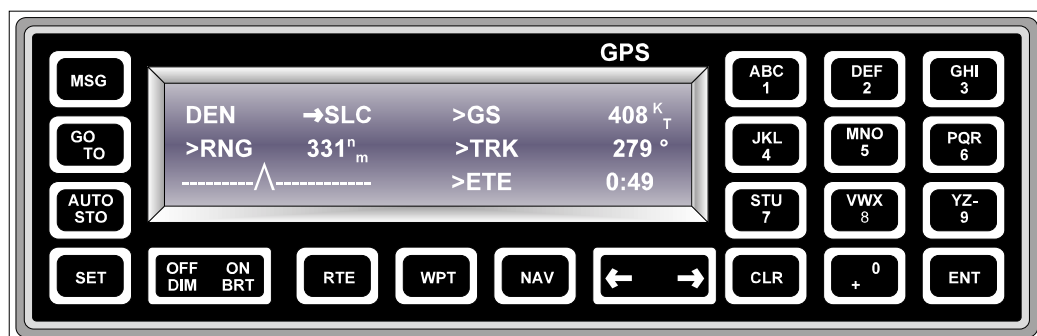 GPS
MSG
GO
TO
AUTO
STO
SET
DEN →SLC >GS 408 K T
>RNG 331 n m >TRK 279 °
---------/\------------ >ETE 0:49
OFF ON
DIM BRT
RTE
WPT
NAV
← →
ABC
1
DEF
2
GHI
3
JKL
4
MNO
5
PQR
6
STU
7
VWX
8
YZ-
9
CLR
0
+
ENT